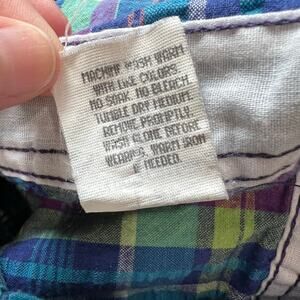 MACHINE WASH WARM
WITH LIKE COLORS.
NO SOAK. NO BLEACH.
TUMBLE DRY MEDIUM.
REMOVE PROMPTLY.
WASH ALONE BEFORE
WEARING. WARM IRON
IF NEEDED.